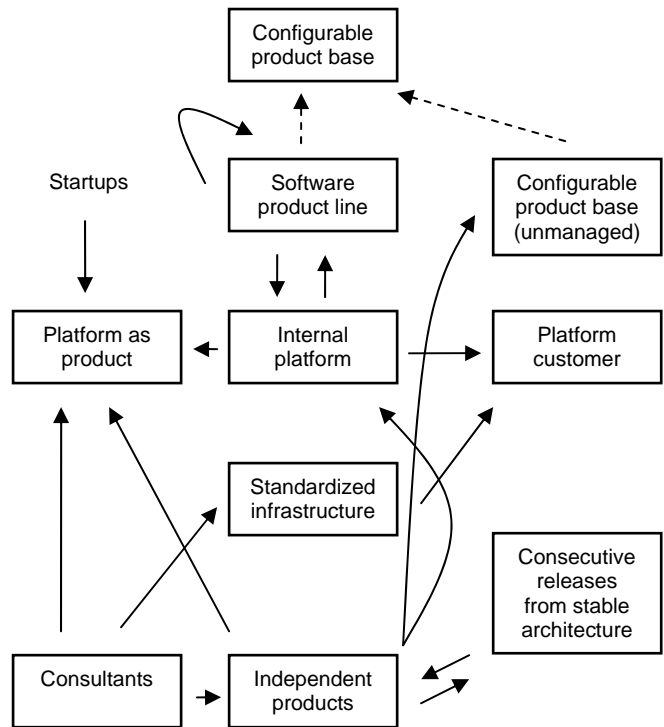 Configurable
product base
Startups
Software
product line
Configurable
product base
(unmanaged)
Platform as
product
Internal
platform
Platform
customer
Standardized
infrastructure
Consecutive
releases
from stable
architecture
Consultants
Independent
products